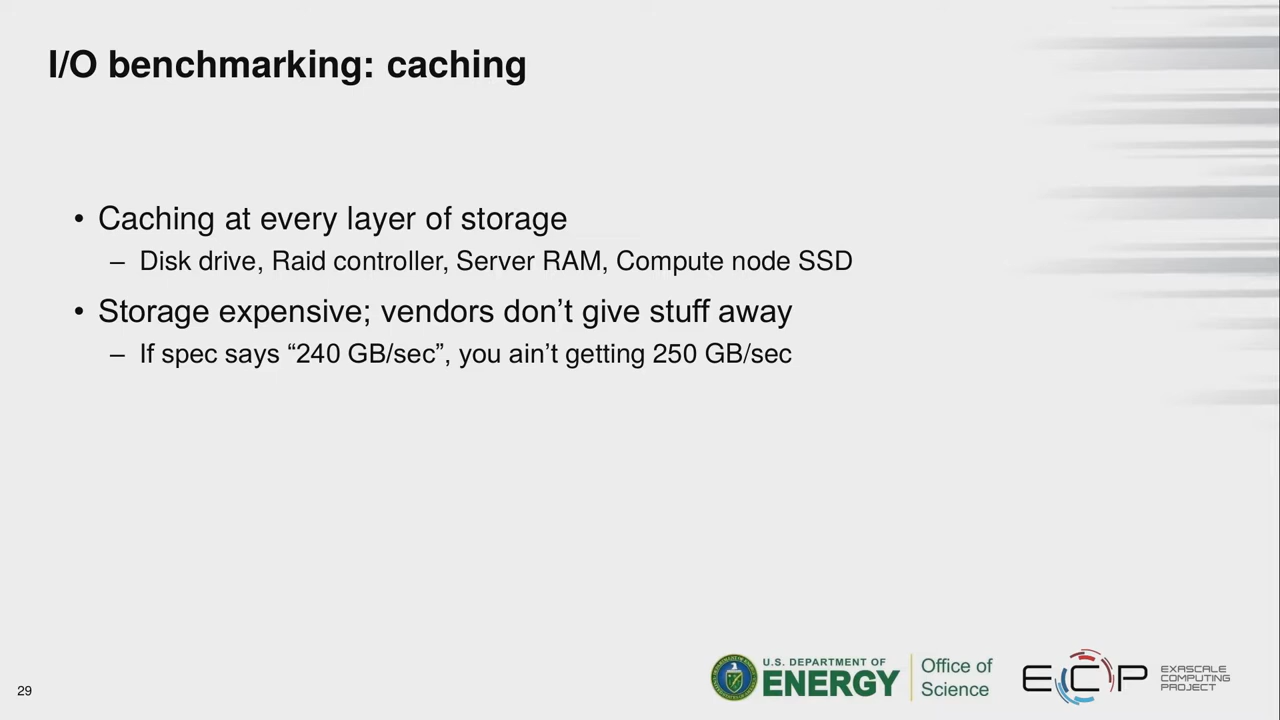 I/O benchmarking: caching
• Caching at every layer of storage
– Disk drive, Raid controller, Server RAM, Compute node SSD
• Storage expensive; vendors don’t give stuff away
– If spec says “240 GB/sec”, you ain’t getting 250 GB/sec
29
U.S. DEPARTMENT OF
ENERGY
Office of
Science
ECP
EXASCALE
COMPUTING
PROJECT